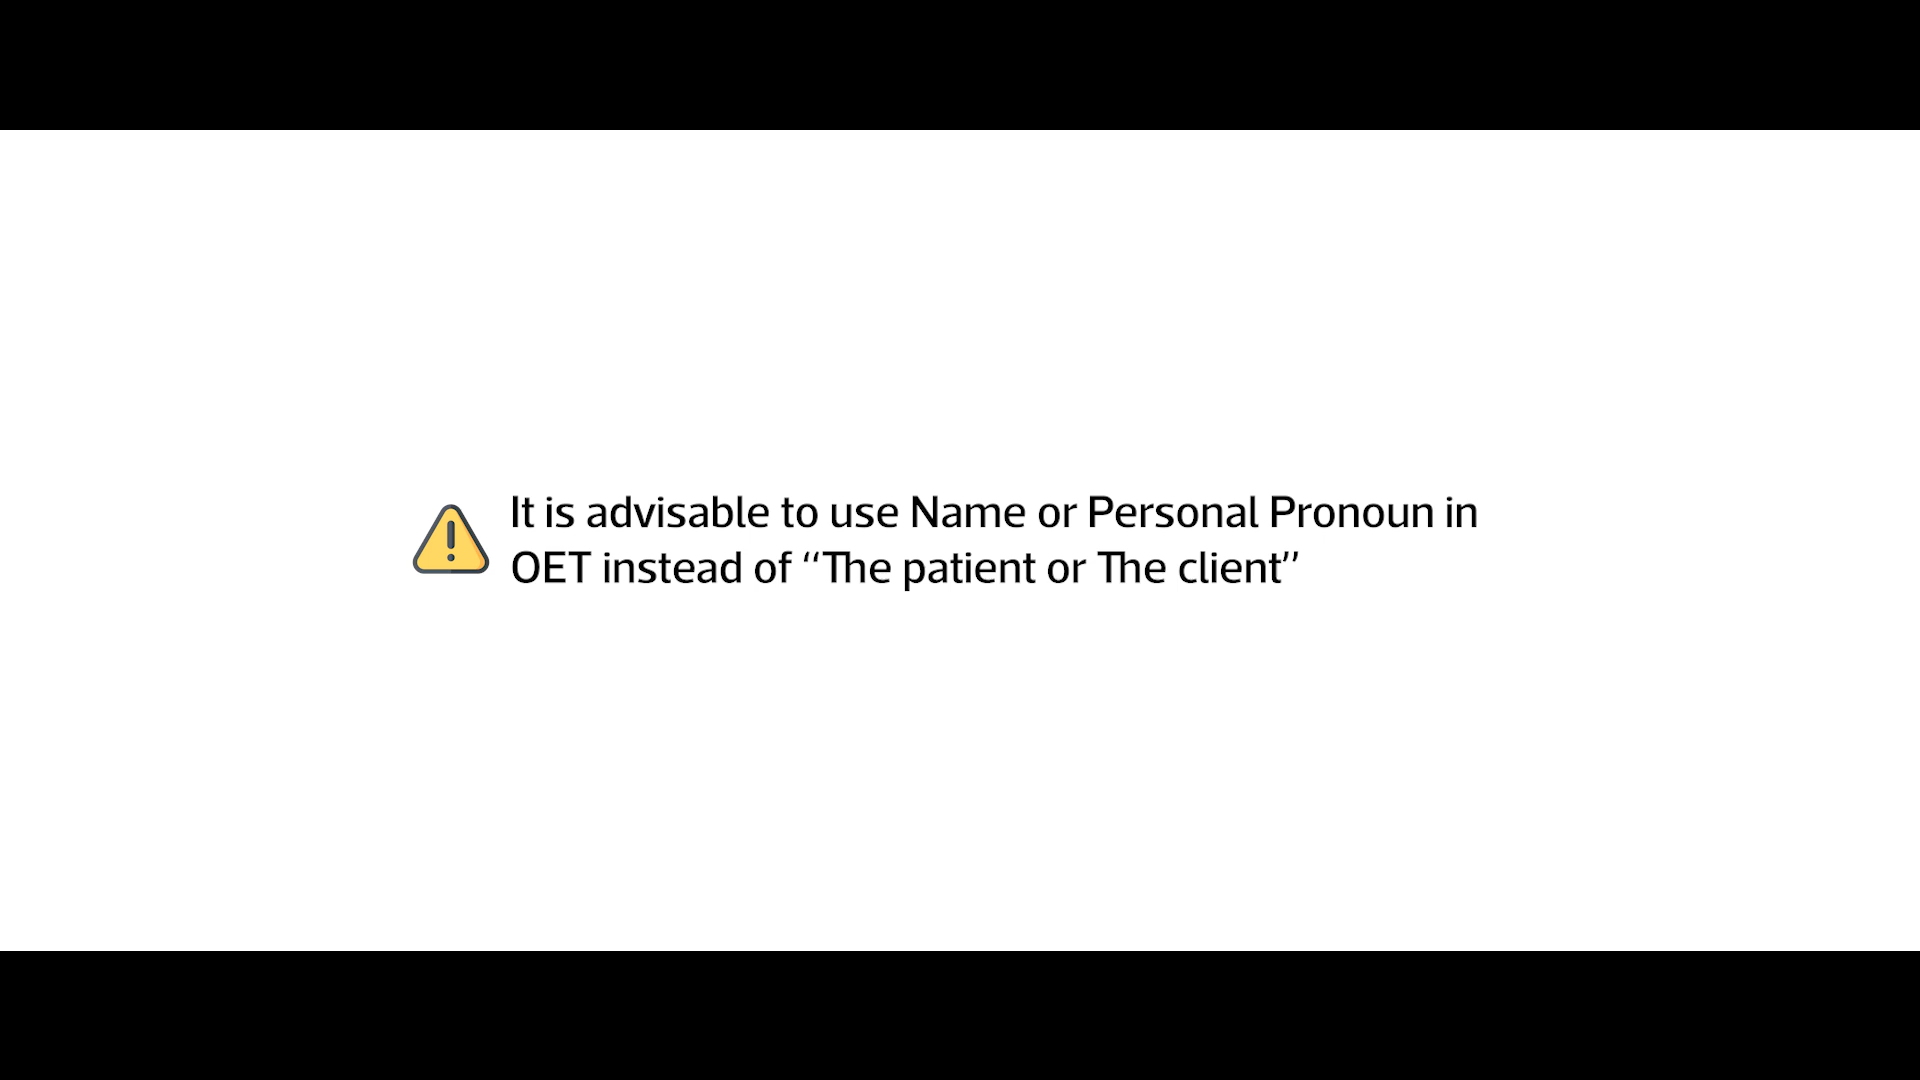 It is advisable to use Name or Personal Pronoun in
OET instead of “The patient or The client”